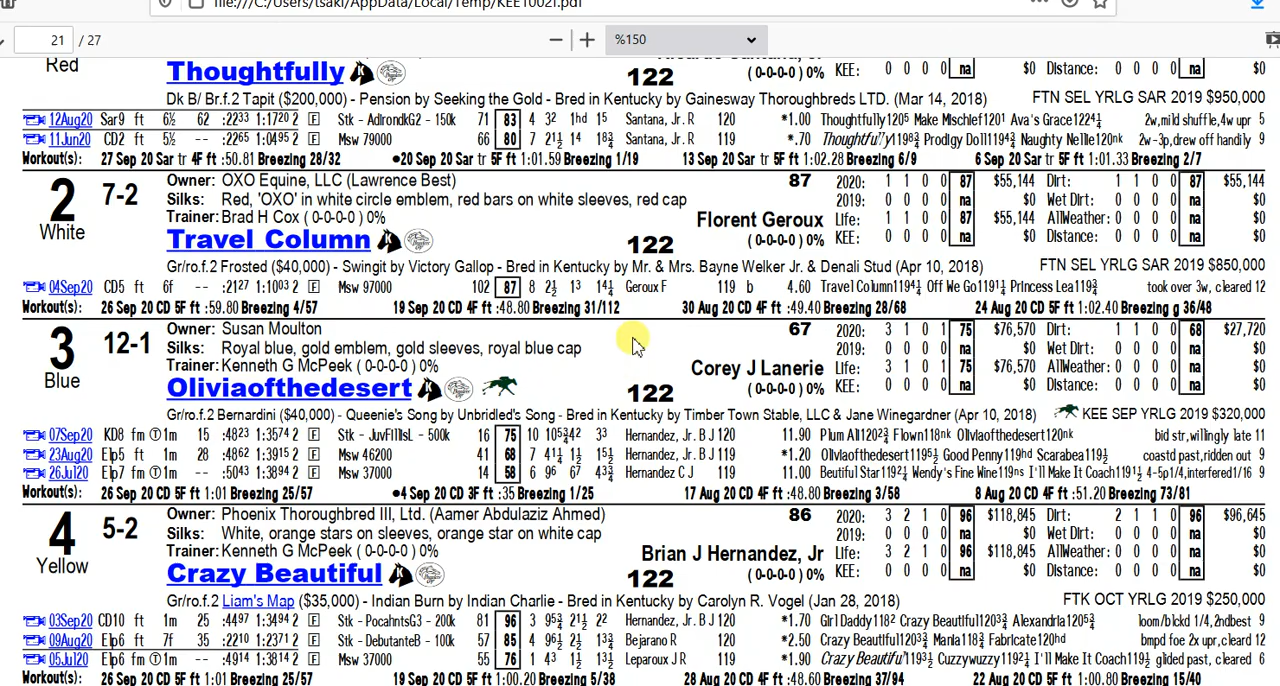 file:///C:/Users/tsaki/AppData/Local/Temp/KEE1002f.pdf
21 / 27
%150
Red
Thoughtfully
122
( 0-0-0-0 ) 0% KEE: 0 0 0 0 na $0 Distance: na $0
Dk B/ Br.f.2 Tapit ($200,000) - Pension by Seeking the Gold - Bred in Kentucky by Gainesway Thoroughbreds LTD. (Mar 14, 2018) FTN SEL YRLG SAR 2019 $950,000
12Aug20 Sar9 ft 6½ 62 :2233 1:1720 2 F Stk - AdirondkG2 - 150k 71 83 4 32 1hd 15 Santana, Jr. R 120 *1.00 Thoughtfully1205 Make Mischief1201 Ava's Grace122 2w,mild shuffle,4w upr 5
11Jun20 CD2 ft 5½ -- :2265 1:0495 2 F Msw 79000 66 80 7 21½ 14 18¾ Santana, Jr. R 119 *.70 Thoughtfully1198¾ Prodigy Doll1194¾ Naughty Nellie120nk 2w-3p,drew off handily 9
Workout(s): 27 Sep 20 Sar tr 4F ft :50.81 Breezing 28/32 ●20 Sep 20 Sar tr 5F ft 1:01.59 Breezing 1/19 13 Sep 20 Sar tr 5F ft 1:02.28 Breezing 6/9 6 Sep 20 Sar tr 5F ft 1:01.33 Breezing 2/7
2 7-2
White
Owner: OXO Equine, LLC (Lawrence Best)
Silks: Red, 'OXO' in white circle emblem, red bars on white sleeves, red cap
Trainer: Brad H Cox ( 0-0-0-0 ) 0%
Travel Column
87
Florent Geroux
122 ( 0-0-0-0 ) 0%
2020: 1 1 0 0 87 $55,144 Dirt: 1 1 0 0 87 $55,144
2019: 0 0 0 0 na $0 Wet Dirt: 0 0 0 0 na $0
Life: 1 1 0 0 87 $55,144 AllWeather: 0 0 0 0 na $0
KEE: 0 0 0 0 na $0 Distance: 0 0 0 0 na $0
Gr/ro.f.2 Frosted ($40,000) - Swingit by Victory Gallop - Bred in Kentucky by Mr. & Mrs. Bayne Welker Jr. & Denali Stud (Apr 10, 2018) FTN SEL YRLG SAR 2019 $850,000
04Sep20 CD5 ft 6f -- :2127 1:1003 2 F Msw 97000 102 87 8 2½ 13 14¼ Geroux F 119 b 4.60 Travel Column1194¼ Off We Go1191¼ Princess Lea119¾ took over 3w, cleared 12
Workout(s): 26 Sep 20 CD 5F ft :59.80 Breezing 4/57 19 Sep 20 CD 4F ft :48.80 Breezing 31/112 30 Aug 20 CD 4F ft :49.40 Breezing 28/68 24 Aug 20 CD 5F ft 1:02.40 Breezing g 36/48
3 12-1
Blue
Owner: Susan Moulton
Silks: Royal blue, gold emblem, gold sleeves, royal blue cap
Trainer: Kenneth G McPeek ( 0-0-0-0 ) 0%
Oliviaofthedesert
67
Corey J Lanerie
122 ( 0-0-0-0 ) 0%
2020: 3 1 0 1 75 $76,570 Dirt: 1 1 0 0 68 $27,720
2019: 0 0 0 0 na $0 Wet Dirt: 0 0 0 0 na $0
Life: 3 1 0 1 75 $76,570 AllWeather: 0 0 0 0 na $0
KEE: 0 0 0 0 na $0 Distance: 0 0 0 0 na $0
Gr/ro.f.2 Bernardini ($40,000) - Queenie's Song by Unbridled's Song - Bred in Kentucky by Timber Town Stable, LLC & Jane Winegardner (Apr 10, 2018) KEE SEP YRLG 2019 $320,000
07Sep20 KD8 fm T 1m 15 :4823 1:3574 2 F Stk - JuvFillisL - 500k 16 75 10 33 Hernandez, Jr. B J 120 11.90 Plum Ali1202¾ Flown118nk Oliviaofthedesert120nk bid str,willingly late 11
23Aug20 Elp5 ft 1m 28 :4862 1:3915 2 F Msw 46200 41 68 7 1½ 15½ Hernandez, Jr. B J 119 *1.20 Oliviaofthedesert1195½ Good Penny119hd Scarabea119½ coastd past,ridden out 9
26Jul20 Elp7 fm T 1m -- :5043 1:3894 2 F Msw 37000 14 58 6 96 67 43¾ Hernandez C J 119 11.00 Beutiful Star1192¼ Wendy's Fine Wine119ns I'll Make It Coach1191½ 4-5p1/4,interfered1/16 9
Workout(s): 26 Sep 20 CD 5F ft 1:01 Breezing 25/57 ●4 Sep 20 CD 3F ft :35 Breezing 1/25 17 Aug 20 CD 4F ft :48.80 Breezing 3/58 8 Aug 20 CD 4F ft :51.20 Breezing 73/81
4 5-2
Yellow
Owner: Phoenix Thoroughbred III, Ltd. (Aamer Abdulaziz Ahmed)
Silks: White, orange stars on sleeves, orange star on white cap
Trainer: Kenneth G McPeek ( 0-0-0-0 ) 0%
Crazy Beautiful
86
Brian J Hernandez, Jr
122 ( 0-0-0-0 ) 0%
2020: 3 2 1 0 96 $118,845 Dirt: 2 1 1 0 96 $96,645
2019: 0 0 0 0 na $0 Wet Dirt: 0 0 0 0 na $0
Life: 3 2 1 0 96 $118,845 AllWeather: 0 0 0 0 na $0
KEE: 0 0 0 0 na $0 Distance: 0 0 0 0 na $0
Gr/ro.f.2 Liam's Map ($35,000) - Indian Burn by Indian Charlie - Bred in Kentucky by Carolyn R. Vogel (Jan 28, 2018) FTK OCT YRLG 2019 $250,000
03Sep20 CD10 ft 1m 25 :4497 1:3494 2 F Stk - PocahntsG3 - 200k 81 96 3 2½ 22 Hernandez, Jr. B J 120 *1.70 Girl Daddy1182 Crazy Beautiful1203¾ Alexandria1205¾ loom/blckd 1/4,2ndbest 9
09Aug20 Elp6 ft 7f 35 :2210 1:2371 2 F Stk - DebutanteB - 100k 57 85 4 2½ 13¾ Bejarano R 120 *2.50 Crazy Beautiful1203¾ Mania118¾ Fabricate120hd bmpd foe 2x upr,cleard 12
05Jul20 Elp6 fm T 1m -- :4914 1:3814 2 F Msw 37000 55 76 1 43 1½ 13½ Leparoux J R 119 *1.90 Crazy Beautiful1193½ Cuzzywuzzy1192¼ I'll Make It Coach119½ glided past, cleared 6
Workout(s): 26 Sep 20 CD 5F ft 1:01 Breezing 25/57 19 Sep 20 CD 5F ft 1:00.20 Breezing 5/38 28 Aug 20 CD 4F ft :48.60 Breezing 37/94 22 Aug 20 CD 5F ft 1:00.80 Breezing 15/40